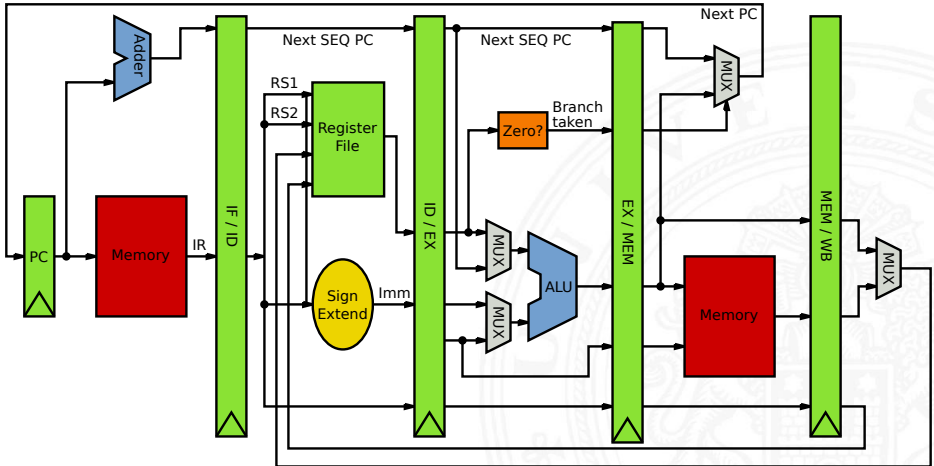 Next PC
Adder
Next SEQ PC
Next SEQ PC
MUX
RS1
RS2
Register
File
Zero?
Branch
taken
IF / ID
ID / EX
EX / MEM
MEM / WB
PC
Memory
IR
MUX
ALU
MUX
Sign
Extend
Imm
MUX
Memory